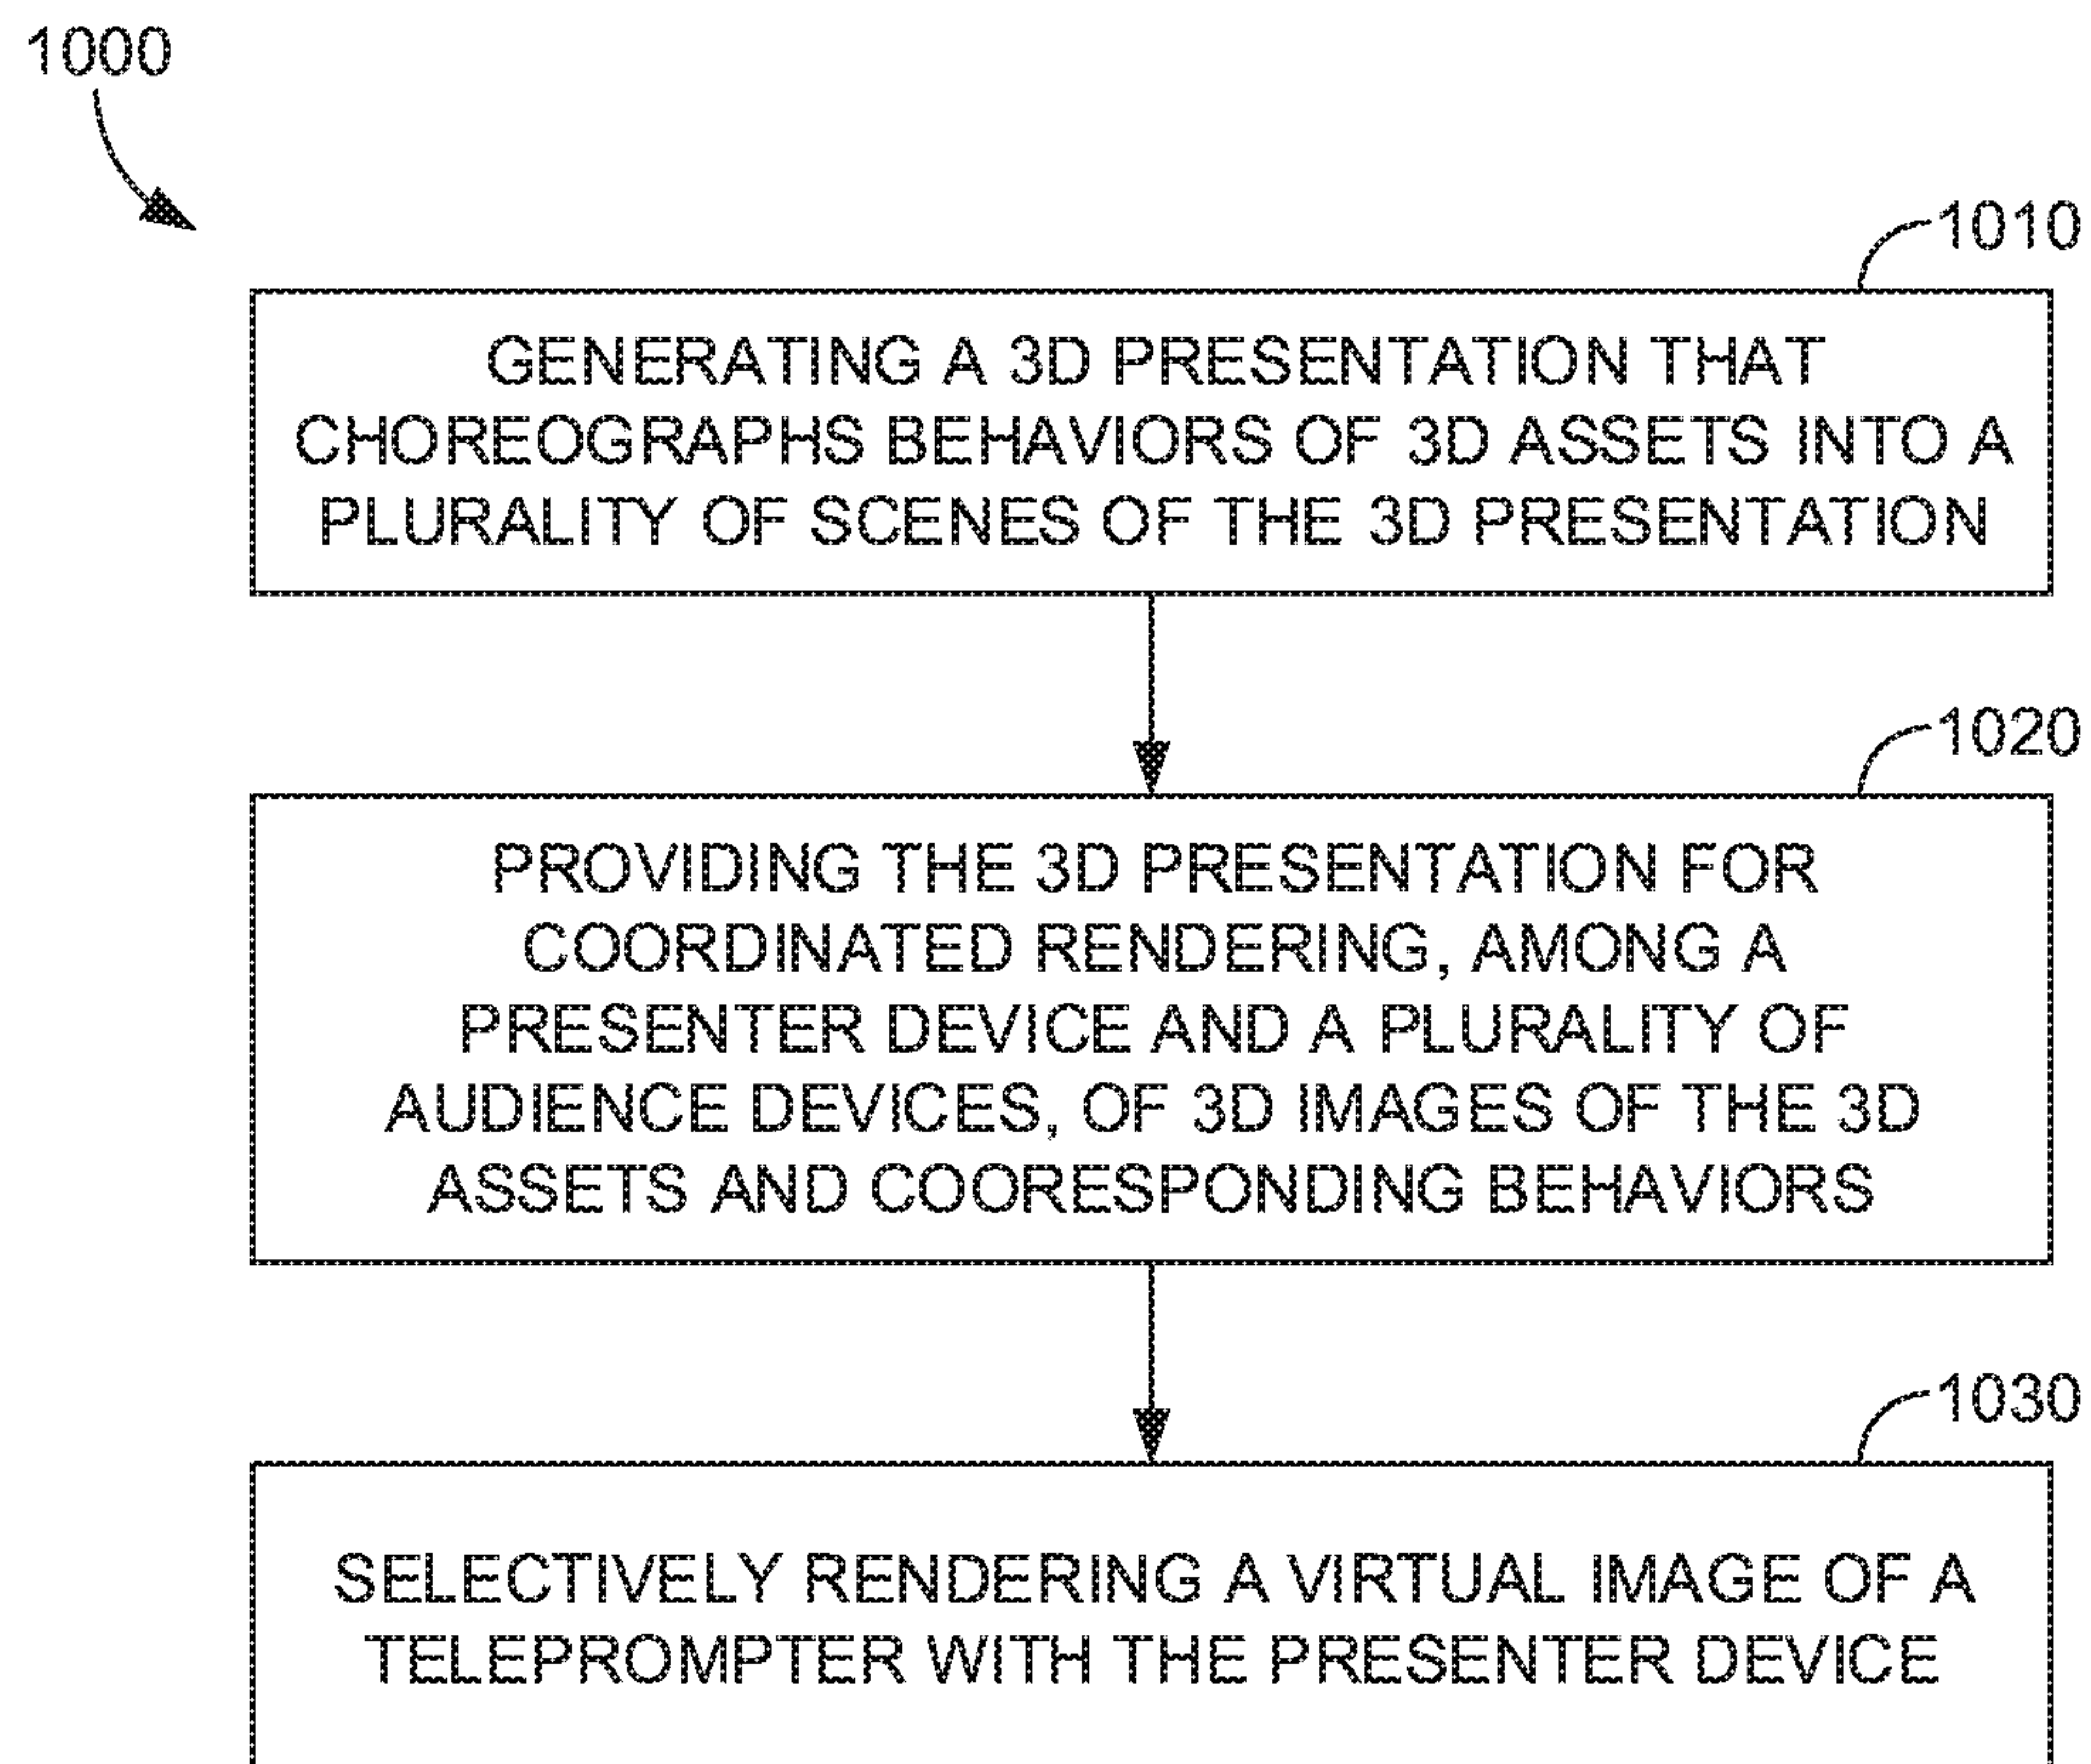 1000
1010
GENERATING A 3D PRESENTATION THAT
CHOREOGRAPHS BEHAVIORS OF 3D ASSETS INTO A
PLURALITY OF SCENES OF THE 3D PRESENTATION
1020
PROVIDING THE 3D PRESENTATION FOR
COORDINATED RENDERING, AMONG A
PRESENTER DEVICE AND A PLURALITY OF
AUDIENCE DEVICES, OF 3D IMAGES OF THE 3D
ASSETS AND COORESPONDING BEHAVIORS
1030
SELECTIVELY RENDERING A VIRTUAL IMAGE OF A
TELEPROMPTER WITH THE PRESENTER DEVICE